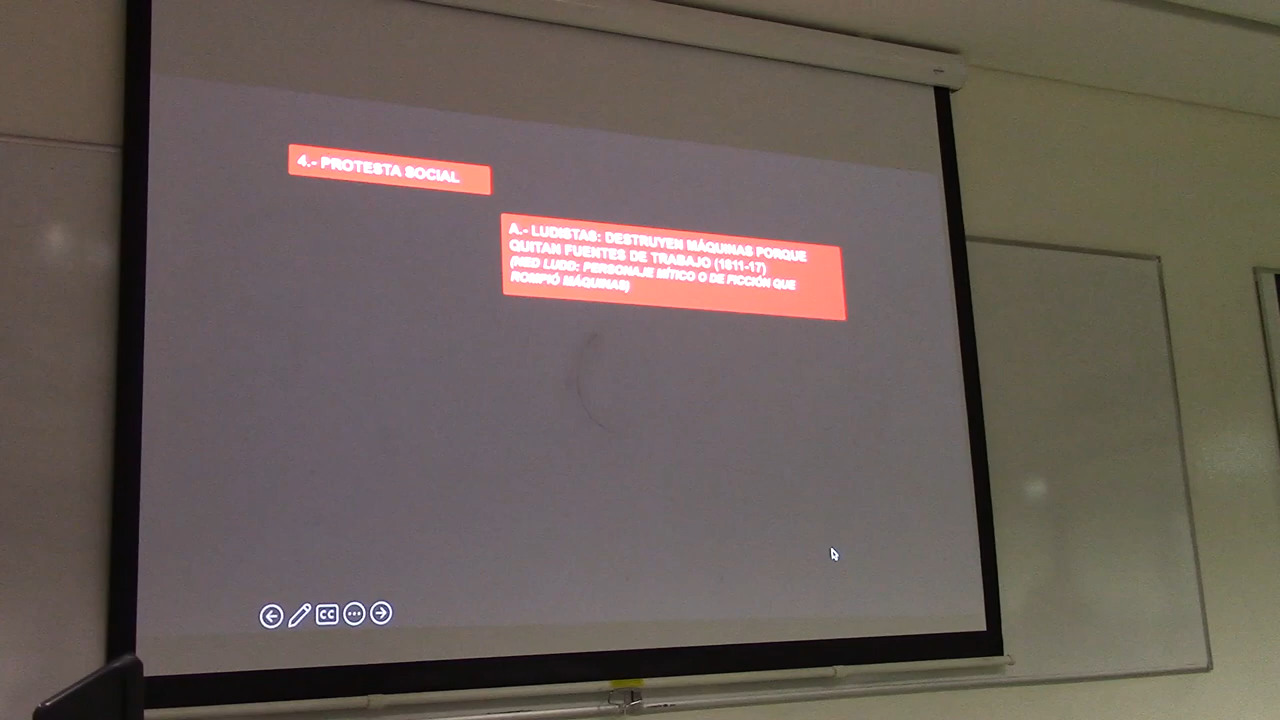 4.- PROTESTA SOCIAL
A.- LUDISTAS: DESTRUYEN MÁQUINAS PORQUE
QUITAN FUENTES DE TRABAJO (1811-17)
(NED LUDD: PERSONAJE MÍTICO O DE FICCIÓN QUE
ROMPIÓ MÁQUINAS)
CC